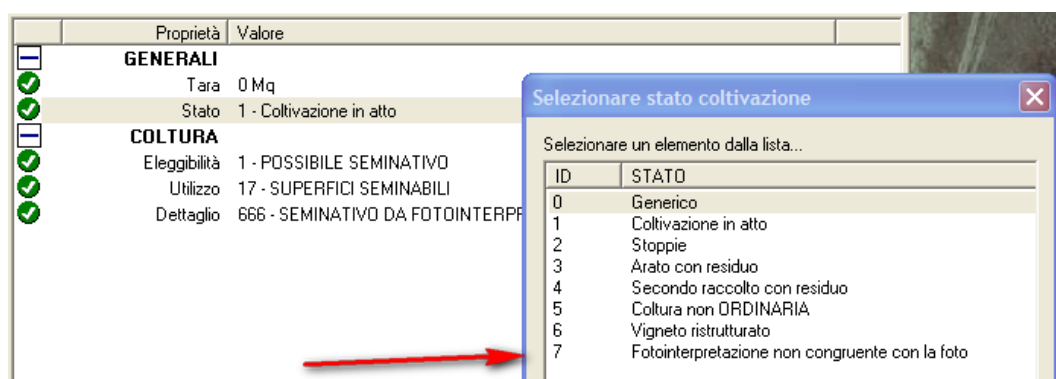 Proprietà Valore
GENERALI
Tara 0 Mq
Stato 1 - Coltivazione in atto
COLTURA
Eleggibilità 1 - POSSIBILE SEMINATIVO
Utilizzo 17 - SUPERFICI SEMINABILI
Dettaglio 666 - SEMINATIVO DA FOTOINTERPR
Selezionare stato coltivazione
Selezionare un elemento dalla lista...
ID STATO
0 Generico
1 Coltivazione in atto
2 Stoppie
3 Arato con residuo
4 Secondo raccolto con residuo
5 Coltura non ORDINARIA
6 Vigneto ristrutturato
7 Fotointerpretazione non congruente con la foto